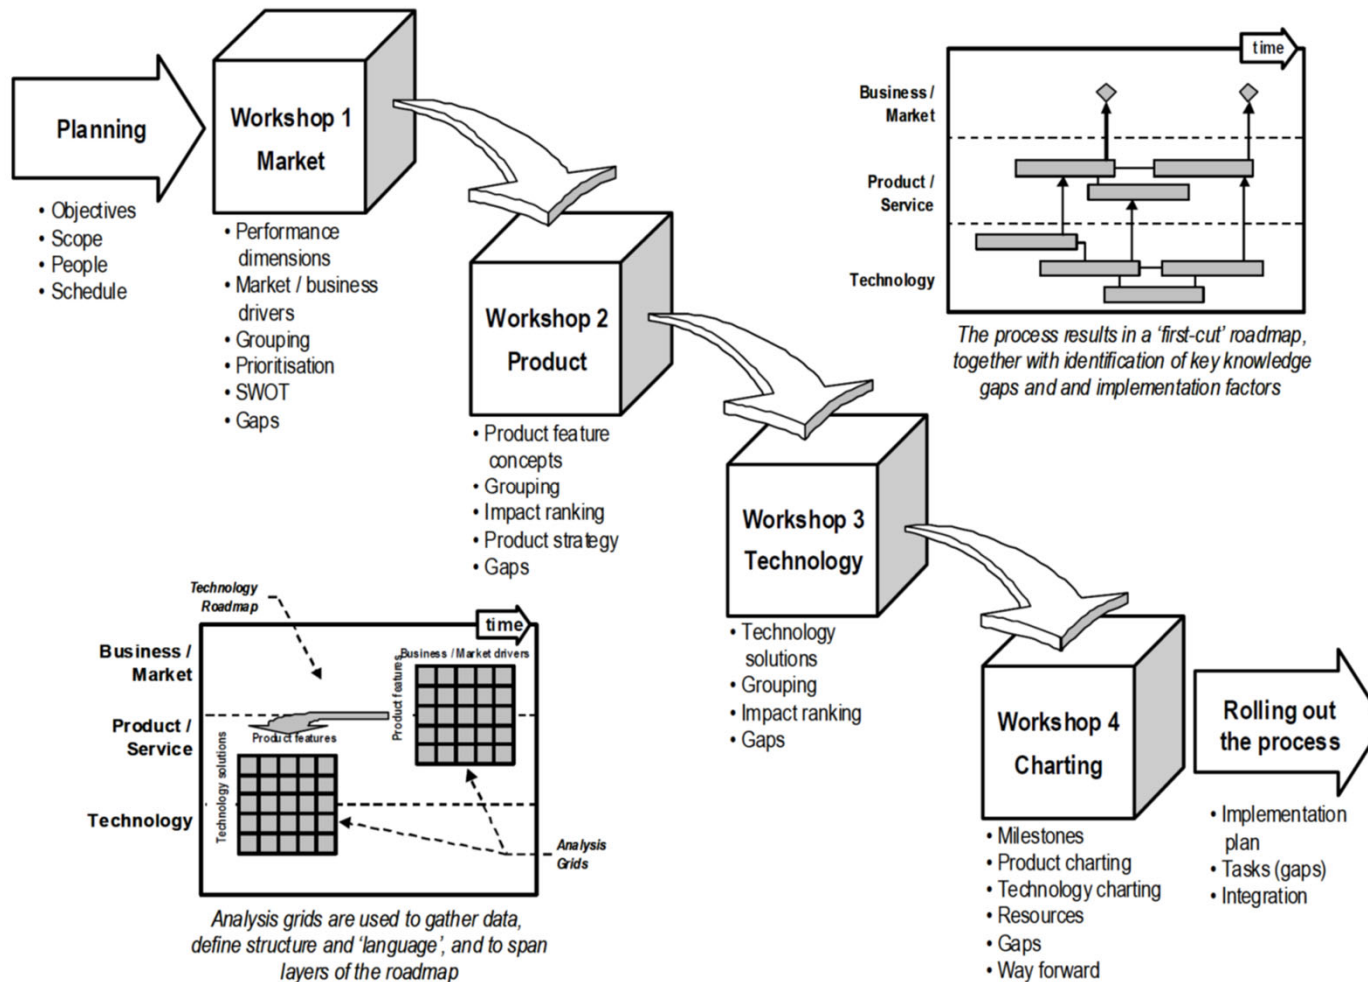 Planning
• Objectives
• Scope
• People
• Schedule
Workshop 1
Market
• Performance
dimensions
• Market / business
drivers
• Grouping
• Prioritisation
• SWOT
• Gaps
Workshop 2
Product
• Product feature
concepts
• Grouping
• Impact ranking
• Product strategy
• Gaps
Workshop 3
Technology
• Technology
solutions
• Grouping
• Impact ranking
• Gaps
Workshop 4
Charting
• Milestones
• Product charting
• Technology charting
• Resources
• Gaps
• Way forward
Rolling out
the process
• Implementation
plan
• Tasks (gaps)
• Integration
time
Business /
Market
Product /
Service
Technology
The process results in a ‘first-cut’ roadmap,
together with identification of key knowledge
gaps and and implementation factors
Technology
Roadmap
time
Business /
Market
Product /
Service
Technology
Business / Market drivers
Product features
Product features
Technology solutions
Analysis
Grids
Analysis grids are used to gather data,
define structure and ‘language’, and to span
layers of the roadmap